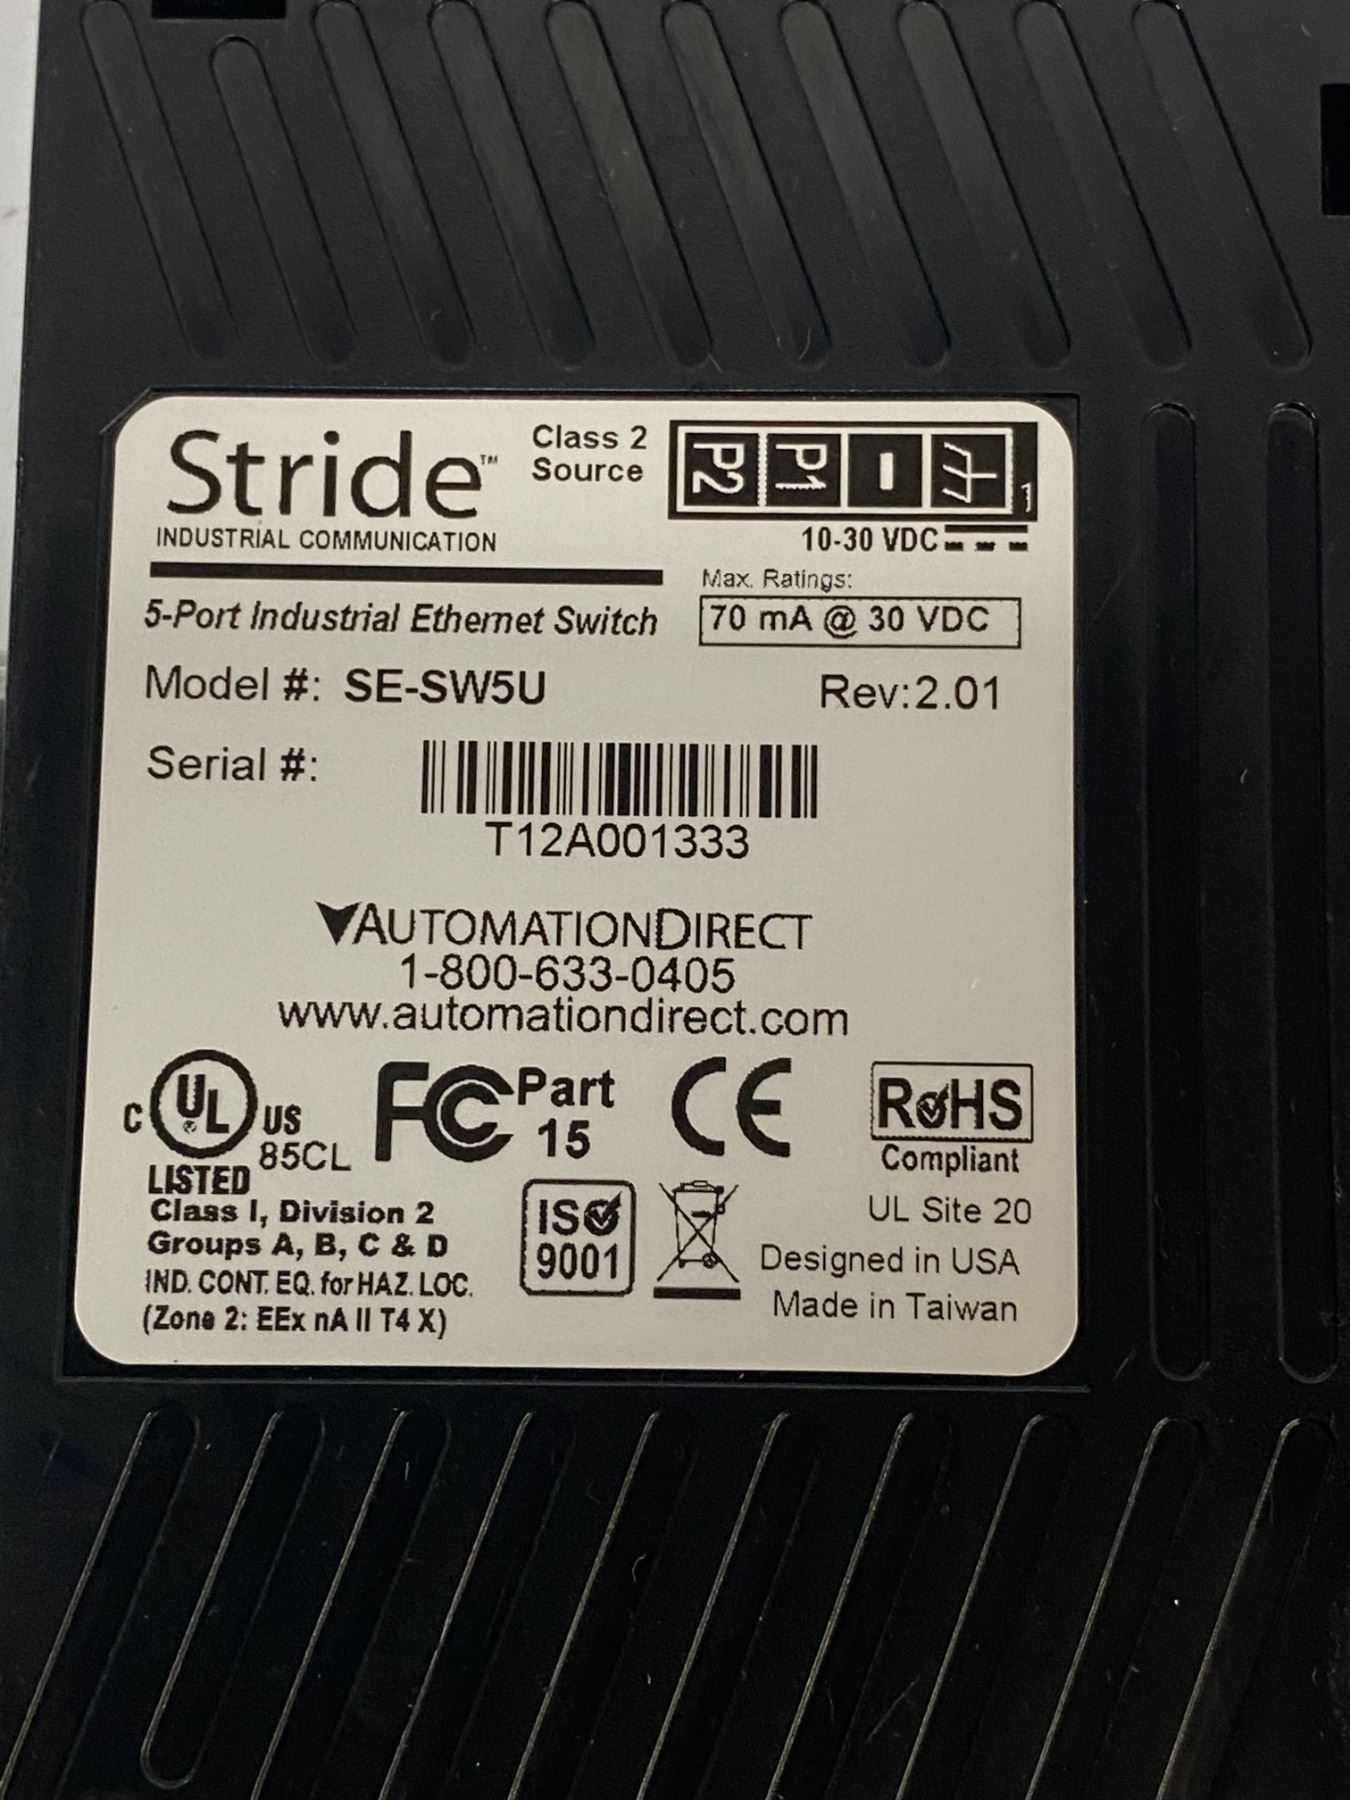 Stride™
INDUSTRIAL COMMUNICATION
Class 2
Source
P2 P1 - 1
10-30 VDC
Max. Ratings:
70 mA @ 30 VDC
5-Port Industrial Ethernet Switch
Model #: SE-SW5U
Rev:2.01
Serial #:
T12A001333
AUTOMATIONDIRECT
1-800-633-0405
www.automationdirect.com
C UL US
LISTED 85CL
Class I, Division 2
Groups A, B, C & D
IND. CONT. EQ. for HAZ. LOC.
(Zone 2: EEx nA II T4 X)
FC Part
15
CE
RoHS
Compliant
ISO
9001
UL Site 20
Designed in USA
Made in Taiwan